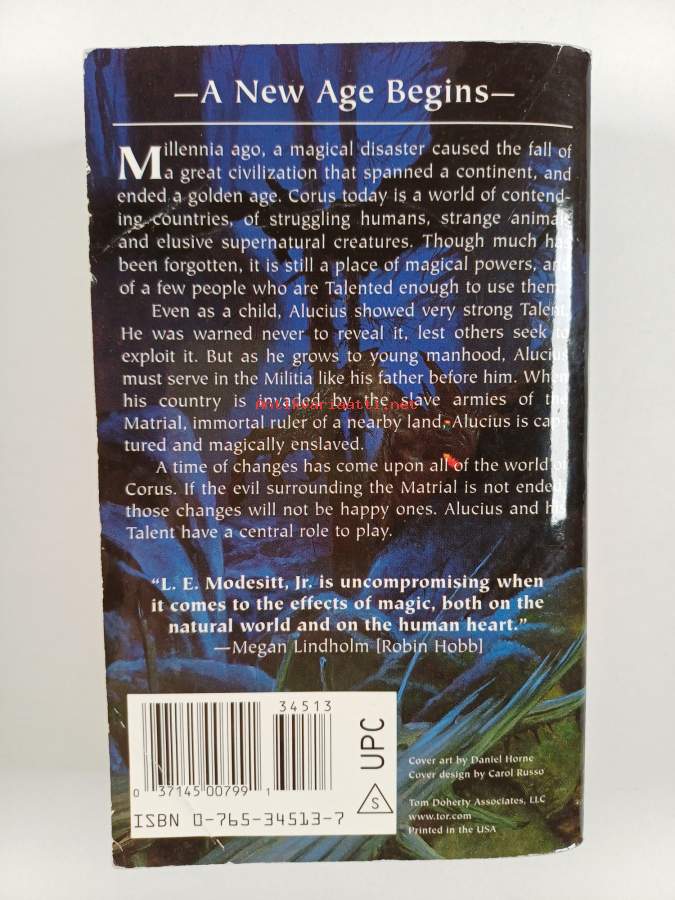 —A New Age Begins—
Millennia ago, a magical disaster caused the fall of
a great civilization that spanned a continent, and
ended a golden age. Corus today is a world of contend-
ing countries, of struggling humans, strange animals
and elusive supernatural creatures. Though much has
been forgotten, it is still a place of magical powers, and
of a few people who are Talented enough to use them.
Even as a child, Alucius showed very strong Talent.
He was warned never to reveal it, lest others seek to
exploit it. But as he grows to young manhood, Alucius
must serve in the Militia like his father before him. When
his country is invaded by the slave armies of the
Antikvariaatti.net
Matrial, immortal ruler of a nearby land, Alucius is cap-
tured and magically enslaved.
A time of changes has come upon all of the world of
Corus. If the evil surrounding the Matrial is not ended,
those changes will not be happy ones. Alucius and his
Talent have a central role to play.
“L. E. Modesitt, Jr. is uncompromising when
it comes to the effects of magic, both on the
natural world and on the human heart.”
—Megan Lindholm [Robin Hobb]
34513
0 37145 00799 1
UPC
S
ISBN 0-765-34513-7
Cover art by Daniel Horne
Cover design by Carol Russo
Tom Doherty Associates, LLC
www.tor.com
Printed in the USA